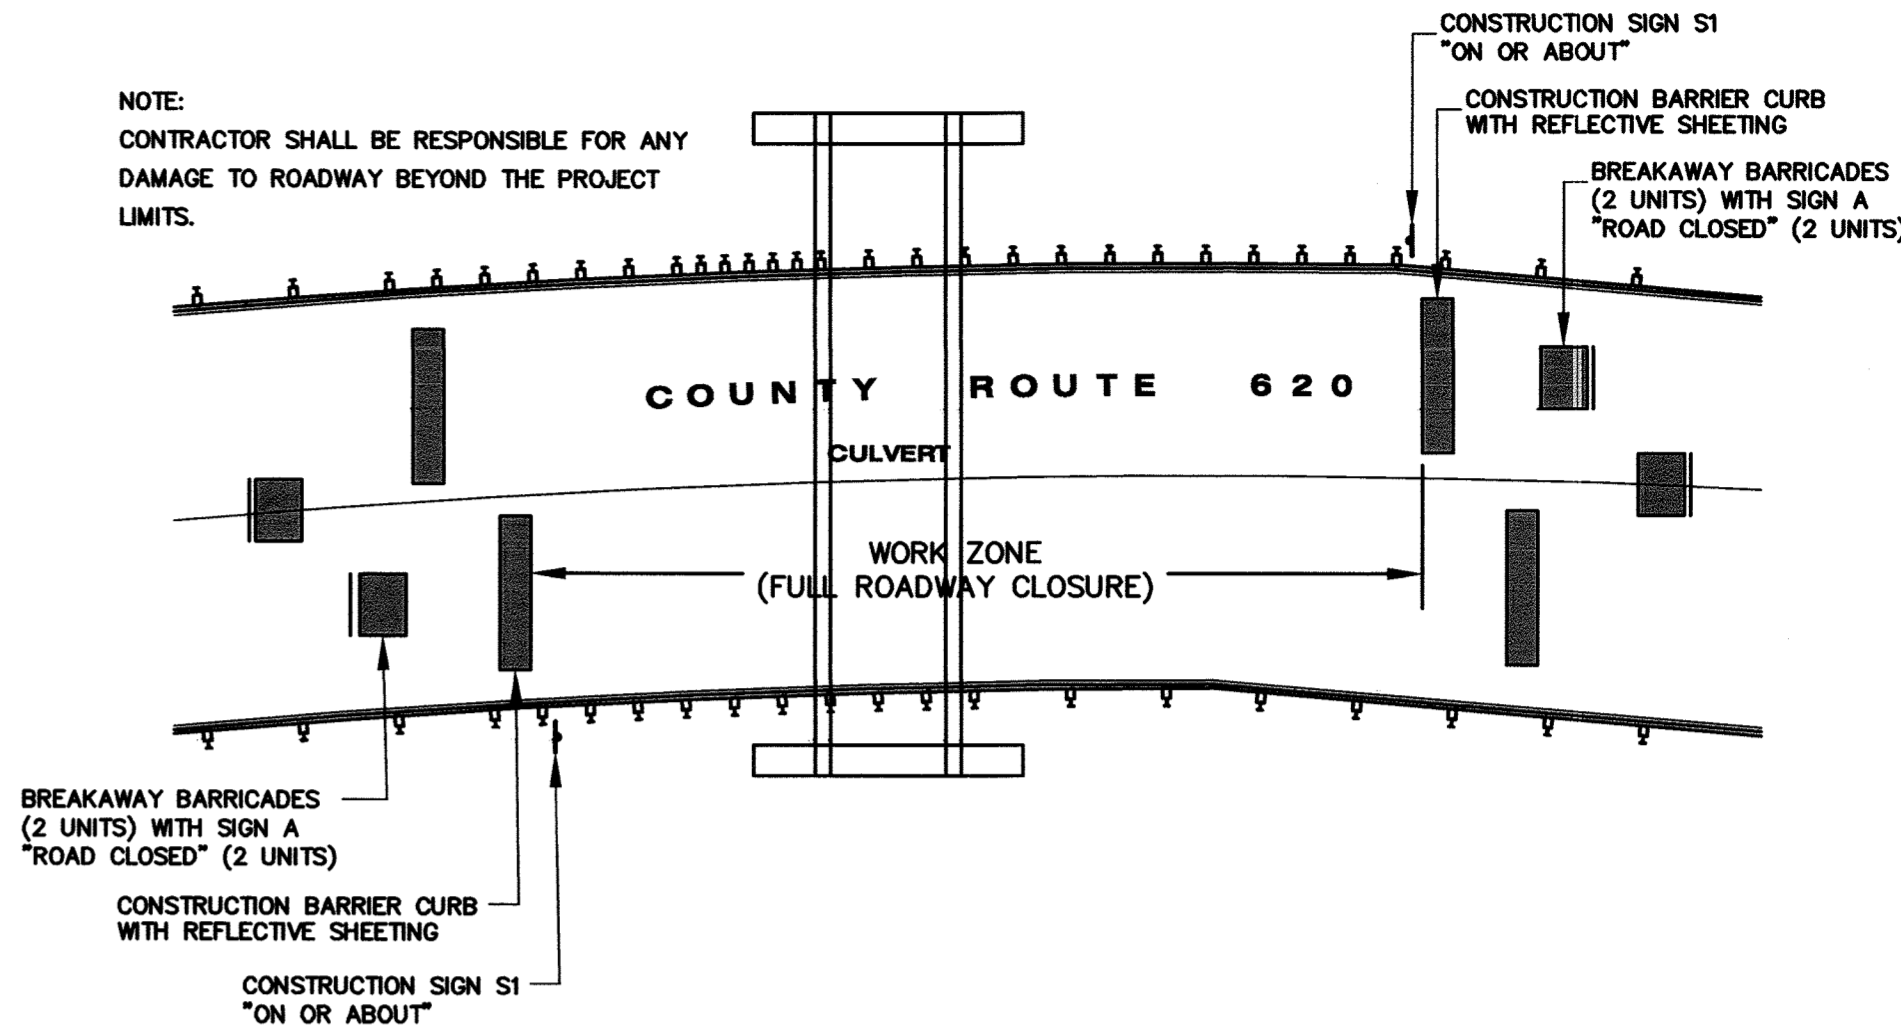 CONSTRUCTION SIGN S1
"ON OR ABOUT"
NOTE:
CONTRACTOR SHALL BE RESPONSIBLE FOR ANY
DAMAGE TO ROADWAY BEYOND THE PROJECT
LIMITS.
CONSTRUCTION BARRIER CURB
WITH REFLECTIVE SHEETING
BREAKAWAY BARRICADES
(2 UNITS) WITH SIGN A
"ROAD CLOSED" (2 UNITS)
COUNTY ROUTE 620
CULVERT
WORK ZONE
(FULL ROADWAY CLOSURE)
BREAKAWAY BARRICADES
(2 UNITS) WITH SIGN A
"ROAD CLOSED" (2 UNITS)
CONSTRUCTION BARRIER CURB
WITH REFLECTIVE SHEETING
CONSTRUCTION SIGN S1
"ON OR ABOUT"